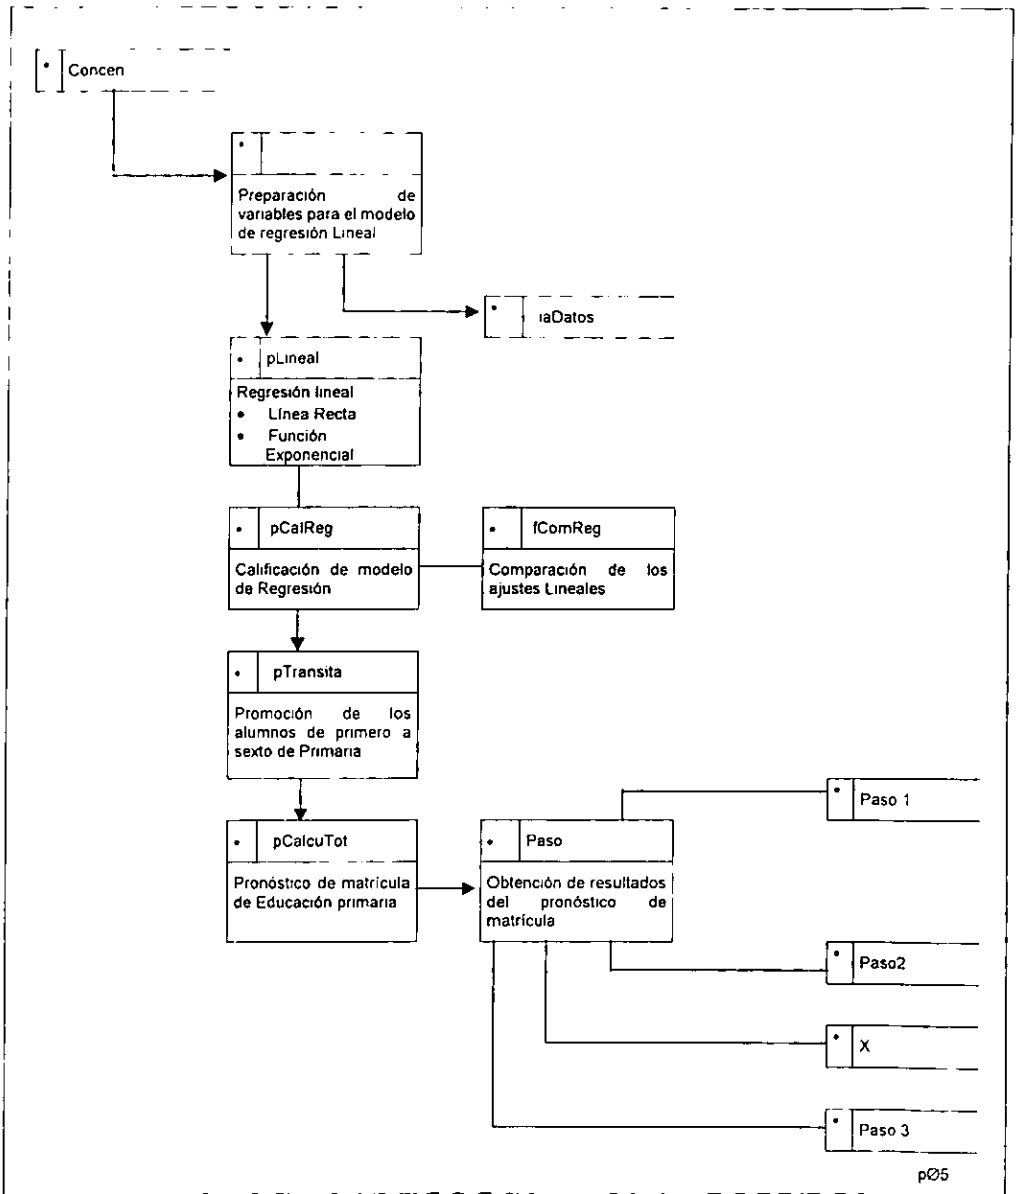 Concen
Preparación de
variables para el modelo
de regresión Lineal
iaDatos
pLineal
Regresión lineal
• Línea Recta
• Función
Exponencial
pCalReg
Calificación de modelo
de Regresión
fComReg
Comparación de los
ajustes Lineales
pTransita
Promoción de los
alumnos de primero a
sexto de Primaria
pCalcuTot
Pronóstico de matrícula
de Educación primaria
Paso
Obtención de resultados
del pronóstico de
matrícula
Paso 1
Paso2
X
Paso 3
pØ5